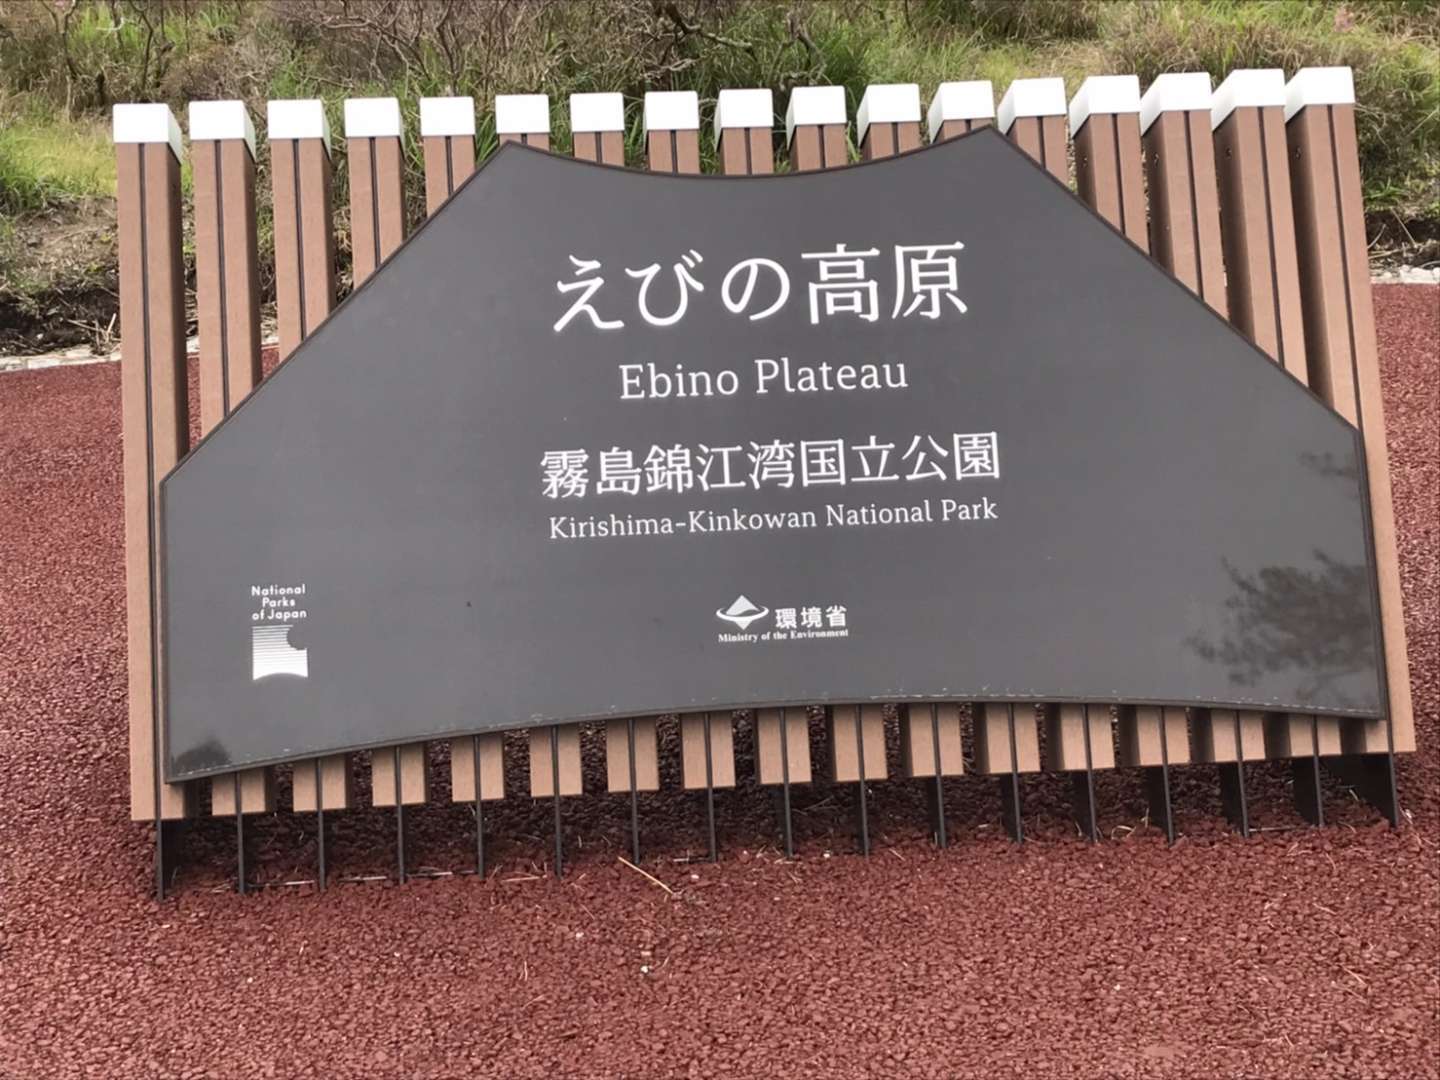 えびの高原
Ebino Plateau
霧島錦江湾国立公園
Kirishima-Kinkowan National Park
National
Parks
of Japan
環境省
Ministry of the Environment